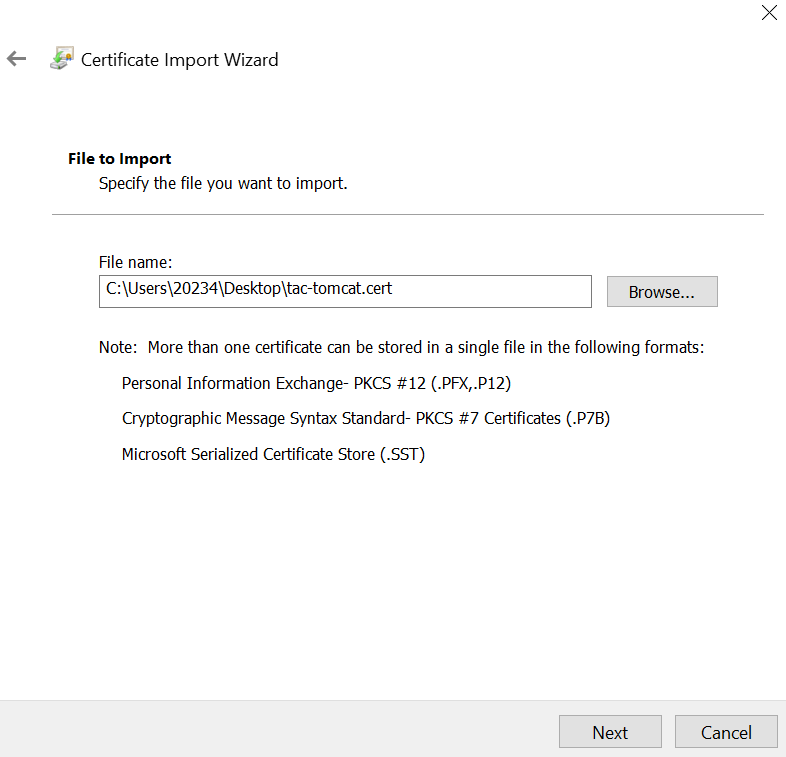 Certificate Import Wizard
File to Import
Specify the file you want to import.
File name:
C:\Users\20234\Desktop\tac-tomcat.cert
Browse...
Note:  More than one certificate can be stored in a single file in the following formats:
Personal Information Exchange- PKCS #12 (.PFX,.P12)
Cryptographic Message Syntax Standard- PKCS #7 Certificates (.P7B)
Microsoft Serialized Certificate Store (.SST)
Next
Cancel